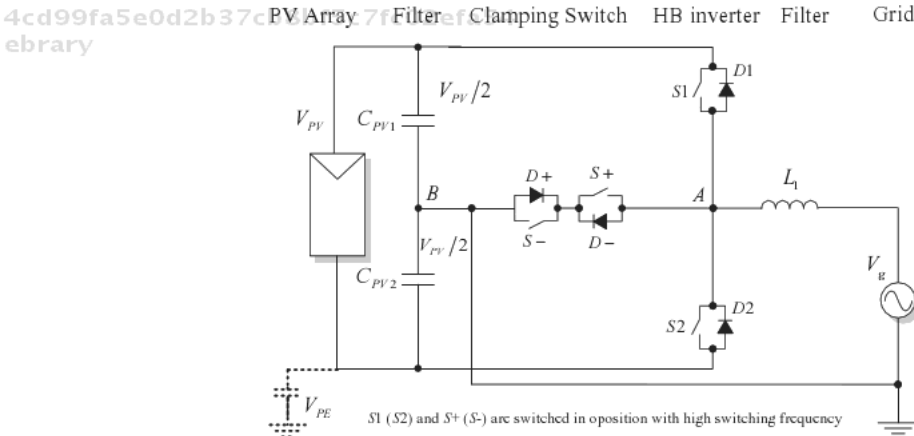 4cd99fa5e0d2b37c
ebrary
PV Array Filter Clamping Switch HB inverter Filter Grid
V_PV
V_PV /2
C_PV1
S1
D1
B
D+
S+
A
L_1
S−
D−
V_PV /2
C_PV2
V_g
S2
D2
V_PE
S1 (S2) and S+ (S-) are switched in oposition with high switching frequency